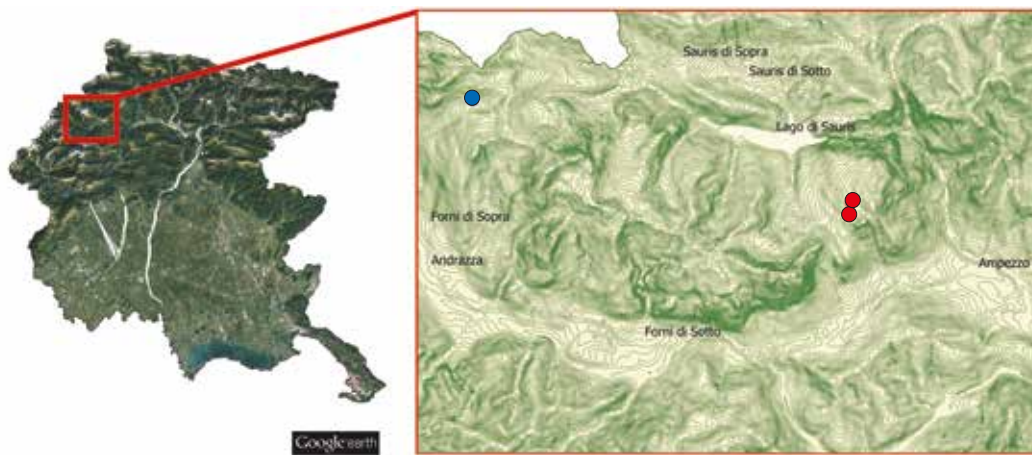 Sauris di Sopra
Sauris di Sotto
Lago di Sauris
Forni di Sopra
Andrazza
Ampezzo
Forni di Sotto
Google earth